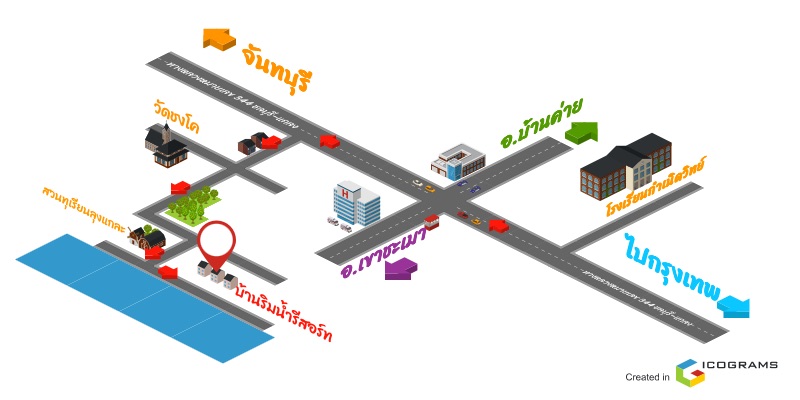 จันทบุรี
ทางหลวงหมายเลข 344 ชลบุรี-แกลง
วัดชงโค
อ.บ้านค่าย
โรงเรียนกำเนิดวิทย์
สวนทุเรียนลุงแกละ
H
อ.เขาชะเมา
ไปกรุงเทพ
บ้านริมน้ำรีสอร์ท
ทางหลวงหมายเลข 344 ชลบุรี-แกลง
Created in ICOGRAMS